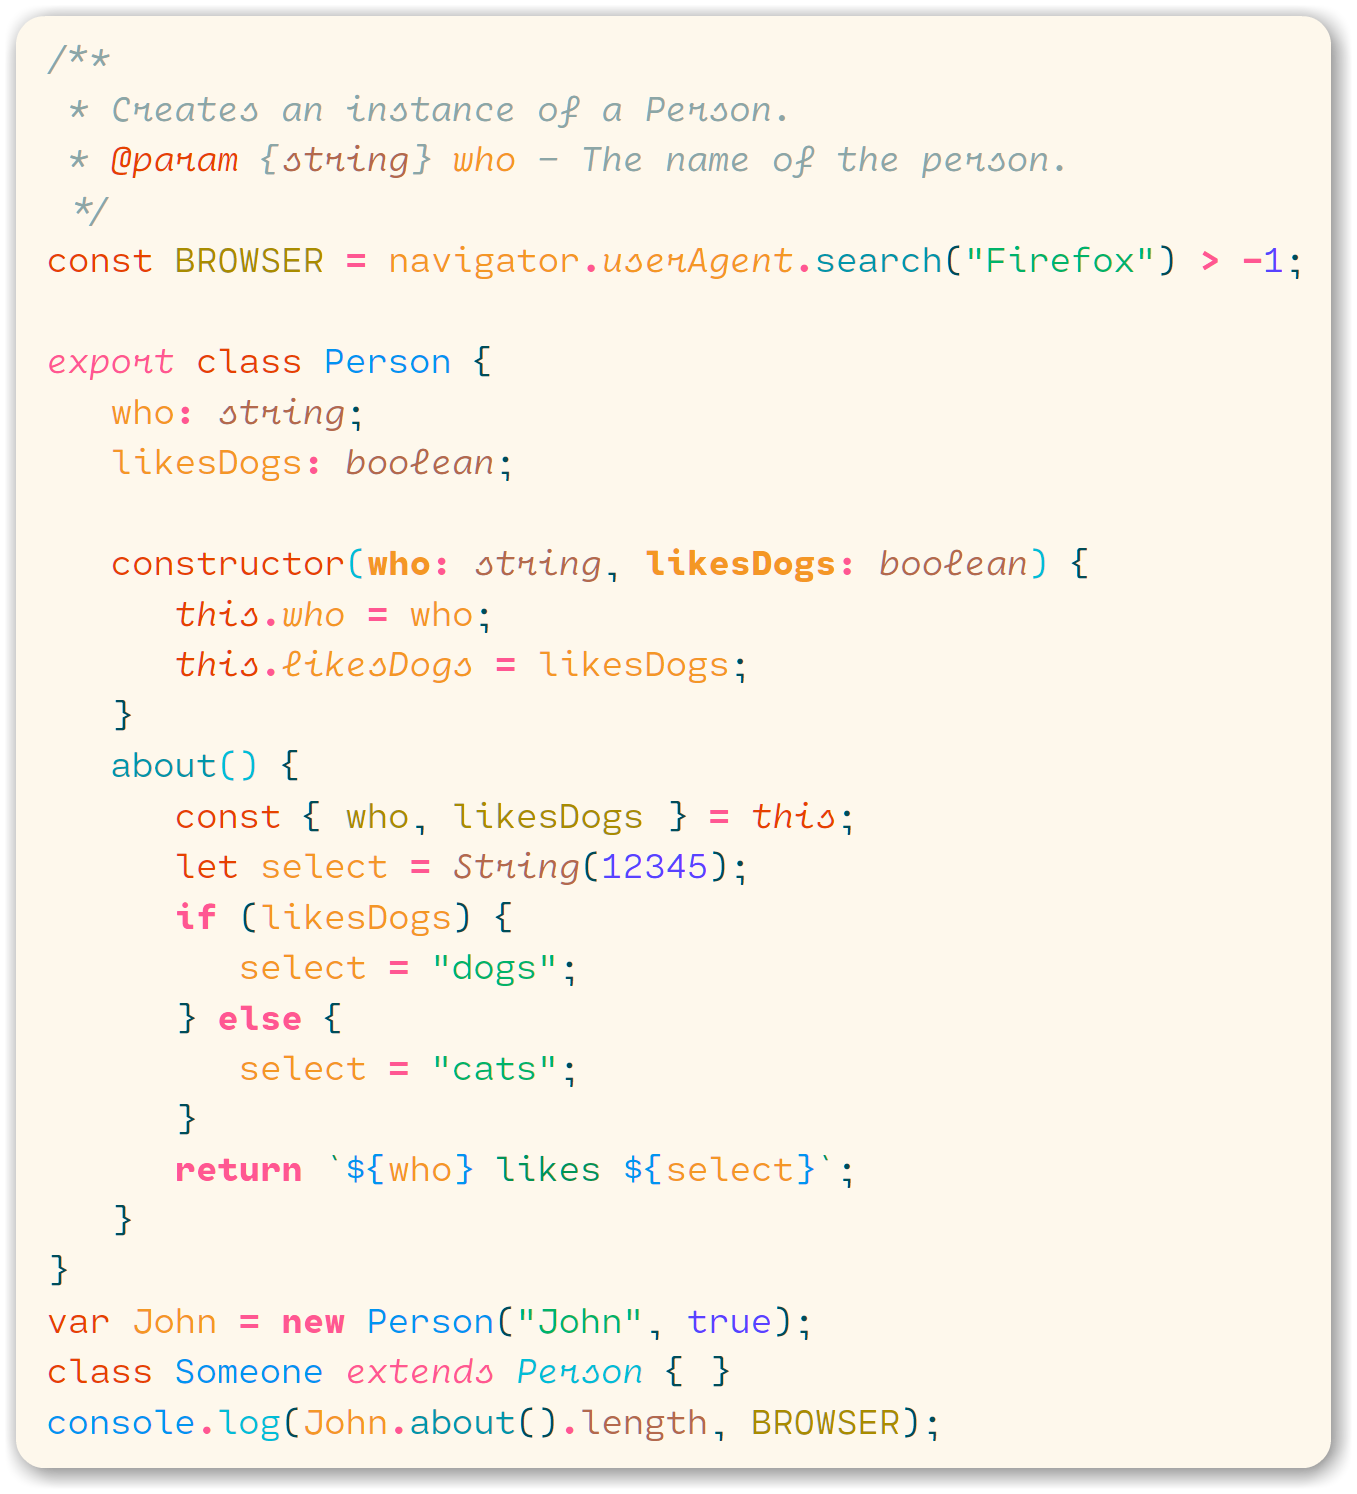 /**
 * Creates an instance of a Person.
 * @param {string} who - The name of the person.
 */
const BROWSER = navigator.userAgent.search("Firefox") > -1;

export class Person {
   who: string;
   likesDogs: boolean;

   constructor(who: string, likesDogs: boolean) {
      this.who = who;
      this.likesDogs = likesDogs;
   }
   about() {
      const { who, likesDogs } = this;
      let select = String(12345);
      if (likesDogs) {
         select = "dogs";
      } else {
         select = "cats";
      }
      return `${who} likes ${select}`;
   }
}
var John = new Person("John", true);
class Someone extends Person { }
console.log(John.about().length, BROWSER);